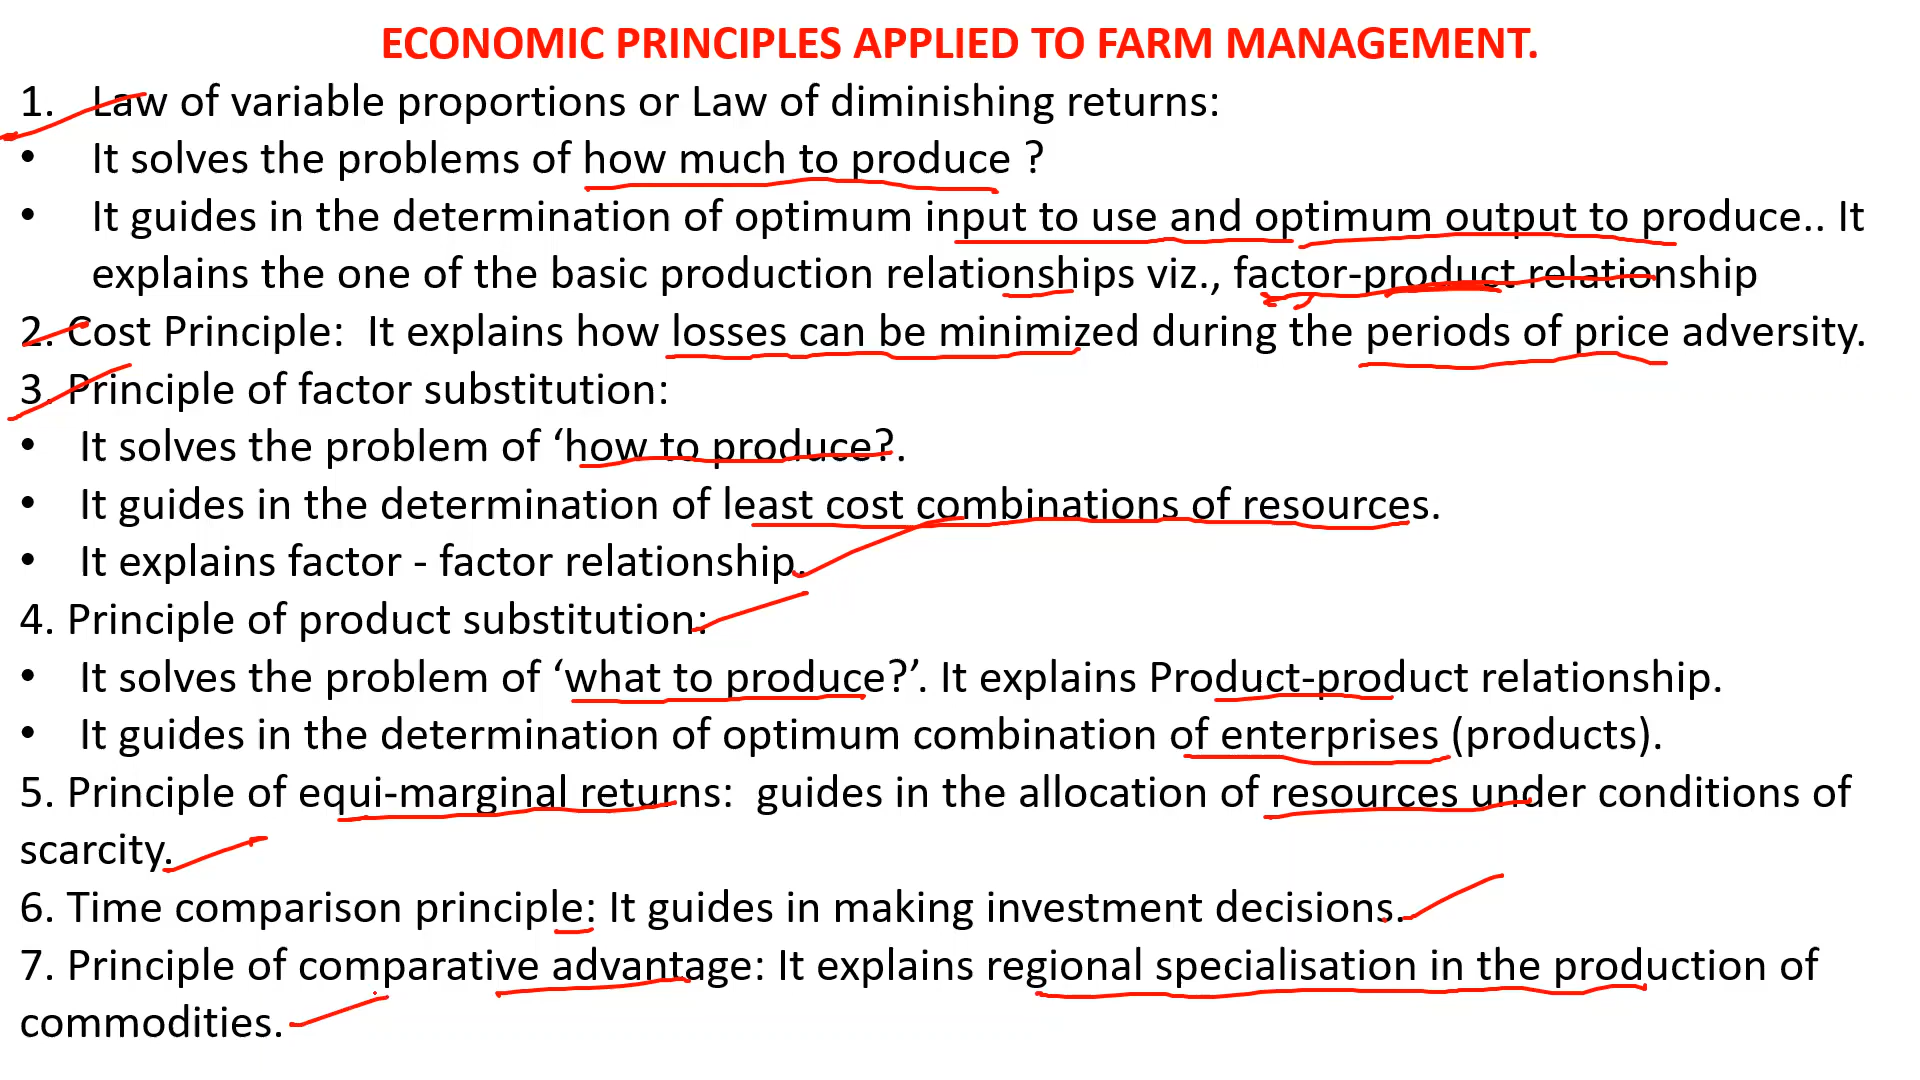 ECONOMIC PRINCIPLES APPLIED TO FARM MANAGEMENT.
1. Law of variable proportions or Law of diminishing returns:
• It solves the problems of how much to produce ?
• It guides in the determination of optimum input to use and optimum output to produce.. It
explains the one of the basic production relationships viz., factor-product relationship
2. Cost Principle: It explains how losses can be minimized during the periods of price adversity.
3. Principle of factor substitution:
• It solves the problem of ‘how to produce?.
• It guides in the determination of least cost combinations of resources.
• It explains factor - factor relationship.
4. Principle of product substitution:
• It solves the problem of ‘what to produce?’. It explains Product-product relationship.
• It guides in the determination of optimum combination of enterprises (products).
5. Principle of equi-marginal returns: guides in the allocation of resources under conditions of
scarcity.
6. Time comparison principle: It guides in making investment decisions.
7. Principle of comparative advantage: It explains regional specialisation in the production of
commodities.